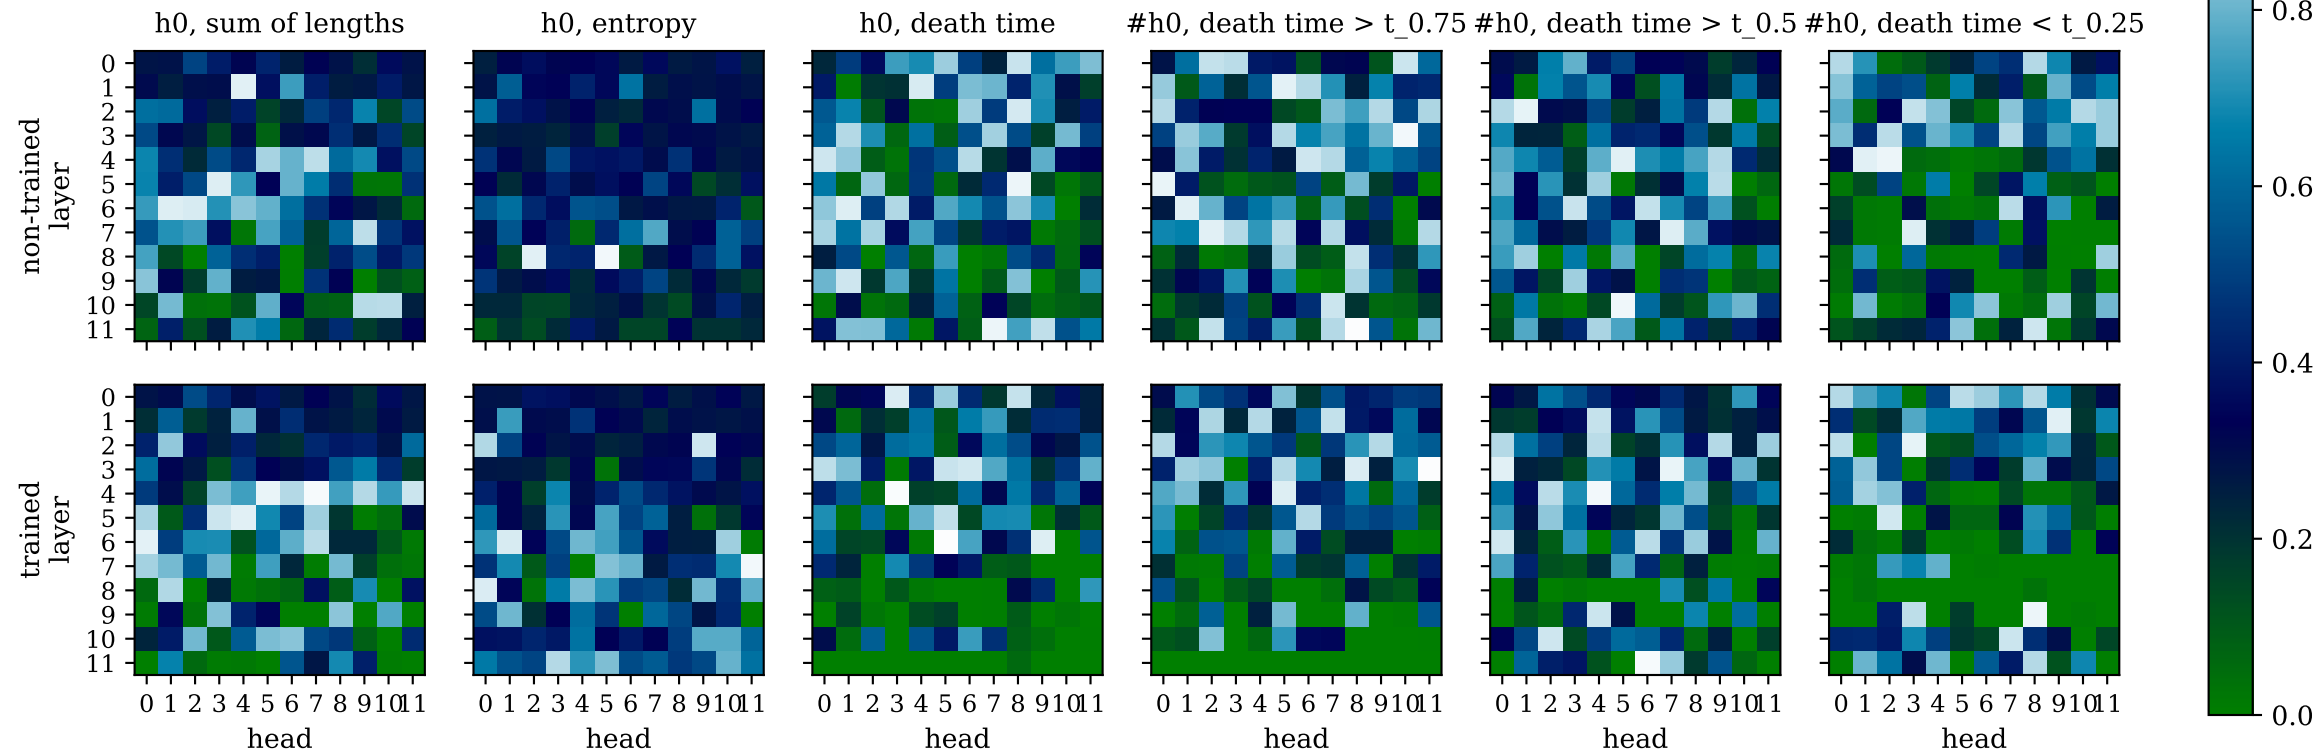 h0, sum of lengths
h0, entropy
h0, death time
#h0, death time > t_0.75
#h0, death time > t_0.5
#h0, death time < t_0.25
non-trained
layer
0
1
2
3
4
5
6
7
8
9
10
11
trained
layer
0
1
2
3
4
5
6
7
8
9
10
11
0 1 2 3 4 5 6 7 8 9 10 11
0 1 2 3 4 5 6 7 8 9 10 11
0 1 2 3 4 5 6 7 8 9 10 11
0 1 2 3 4 5 6 7 8 9 10 11
0 1 2 3 4 5 6 7 8 9 10 11
0 1 2 3 4 5 6 7 8 9 10 11
head
head
head
head
head
head
0.8
0.6
0.4
0.2
0.0